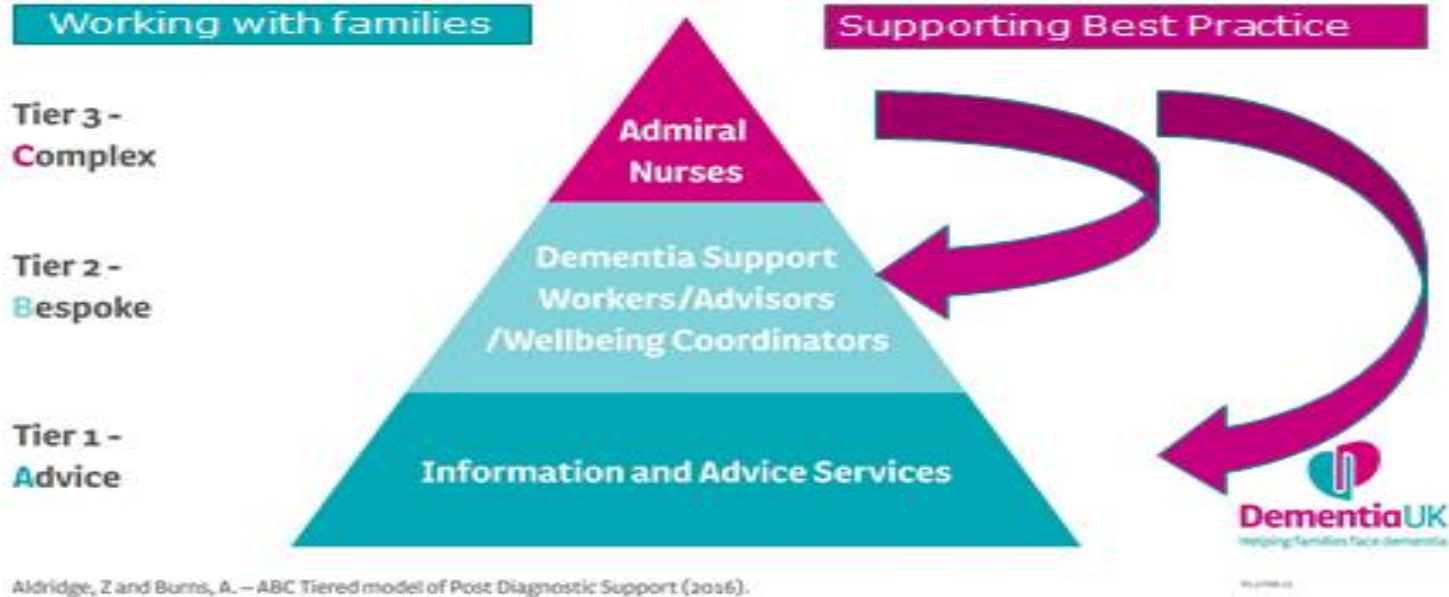 Working with families
Supporting Best Practice
Tier 3 -
Complex
Admiral
Nurses
Tier 2 -
Bespoke
Dementia Support
Workers/Advisors
/Wellbeing Coordinators
Tier 1 -
Advice
Information and Advice Services
DementiaUK
Helping families face dementia
Aldridge, Z and Burns, A. – ABC Tiered model of Post Diagnostic Support (2016).